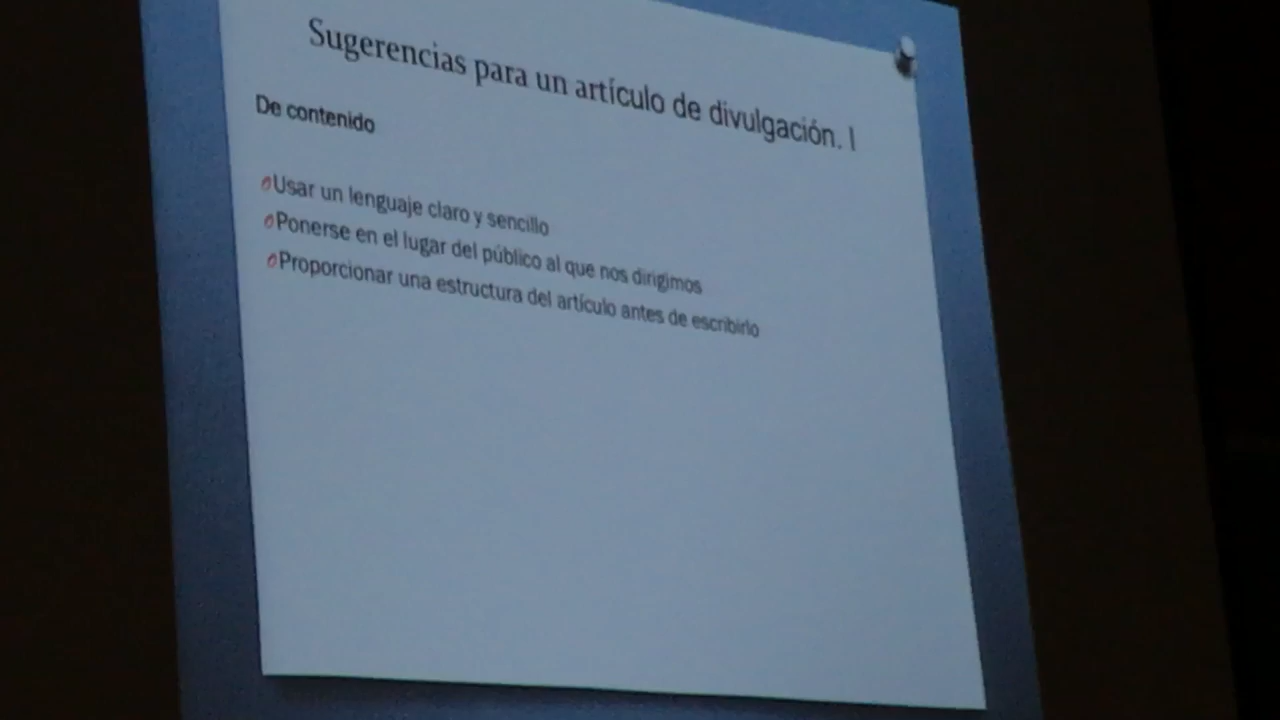 Sugerencias para un artículo de divulgación. I
De contenido
Usar un lenguaje claro y sencillo
Ponerse en el lugar del público al que nos dirigimos
Proporcionar una estructura del artículo antes de escribirlo